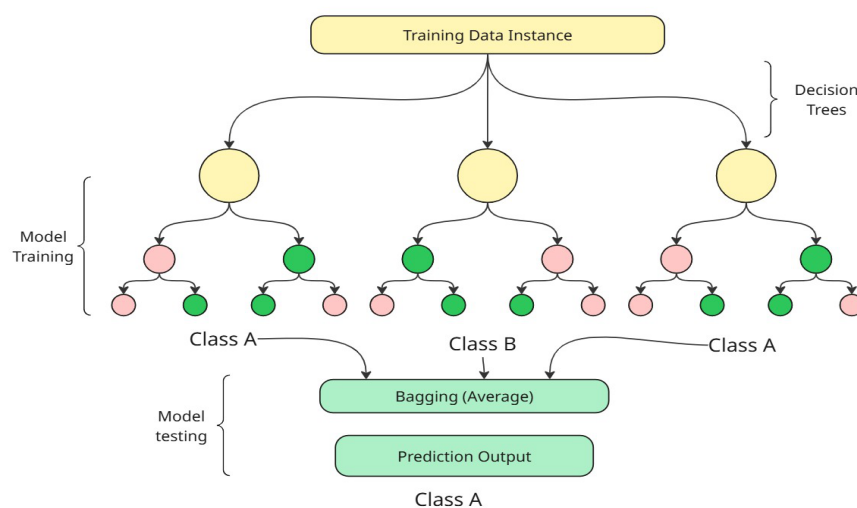 Training Data Instance
Decision
Trees
Model
Training
Class A
Class B
Class A
Bagging (Average)
Model
testing
Prediction Output
Class A